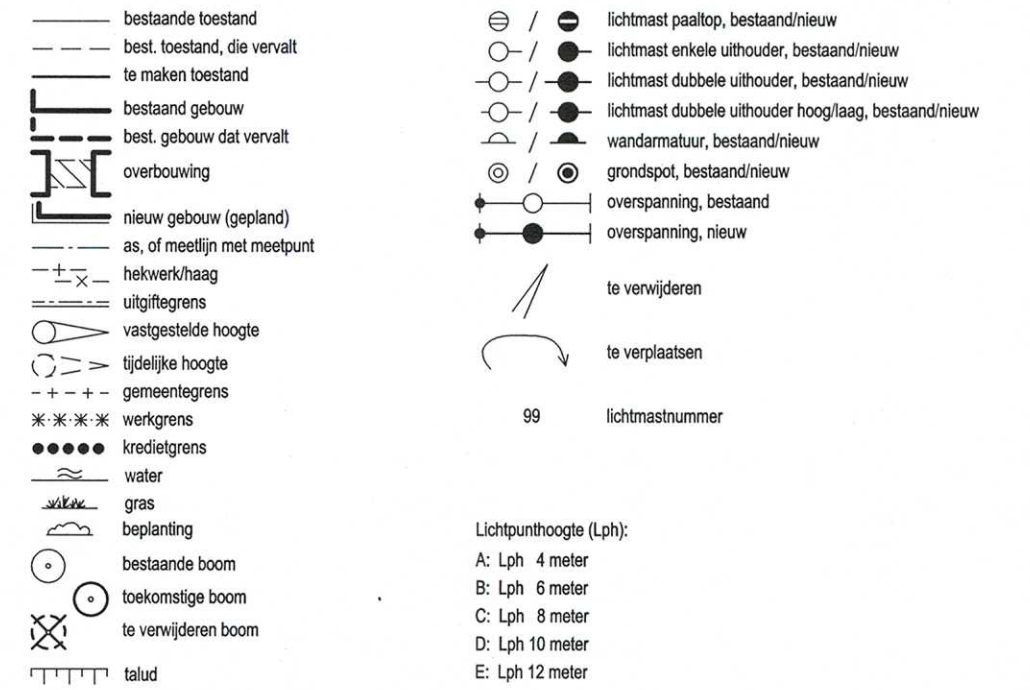 bestaande toestand
best. toestand, die vervalt
te maken toestand
bestaand gebouw
best. gebouw dat vervalt
overbouwing
nieuw gebouw (gepland)
as, of meetlijn met meetpunt
hekwerk/haag
uitgiftegrens
vastgestelde hoogte
tijdelijke hoogte
gemeentegrens
werkgrens
kredietgrens
water
gras
beplanting
bestaande boom
toekomstige boom
te verwijderen boom
talud
lichtmast paaltop, bestaand/nieuw
lichtmast enkele uithouder, bestaand/nieuw
lichtmast dubbele uithouder, bestaand/nieuw
lichtmast dubbele uithouder hoog/laag, bestaand/nieuw
wandarmatuur, bestaand/nieuw
grondspot, bestaand/nieuw
overspanning, bestaand
overspanning, nieuw
te verwijderen
te verplaatsen
99 lichtmastnummer
Lichtpunthoogte (Lph):
A: Lph 4 meter
B: Lph 6 meter
C: Lph 8 meter
D: Lph 10 meter
E: Lph 12 meter